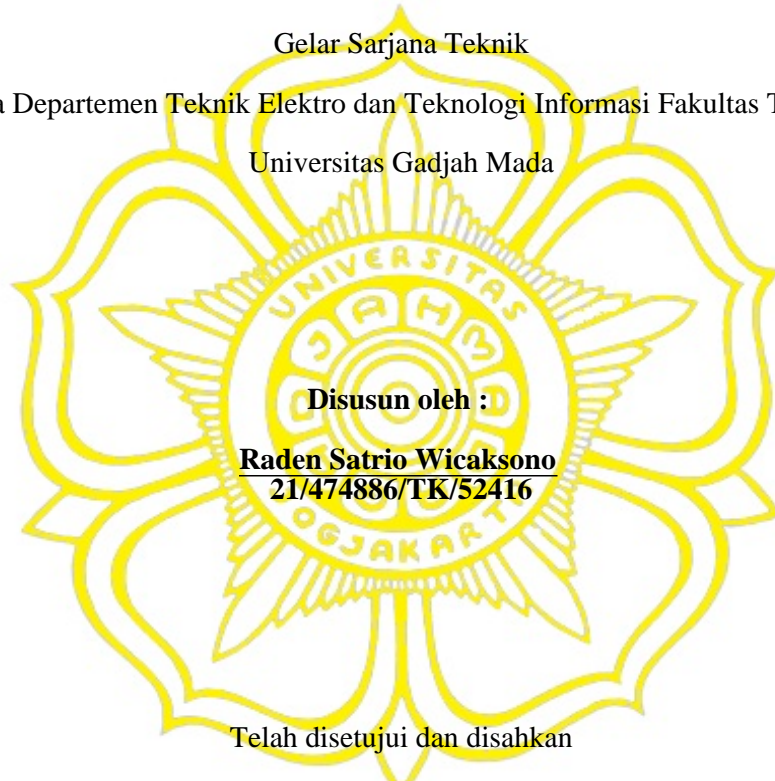 Gelar Sarjana Teknik
Departemen Teknik Elektro dan Teknologi Informasi Fakultas
Universitas Gadjah Mada
UNIVERSITAS
Disusun oleh :
Raden Satrio Wicaksono
21/474886/TK/52416
Telah disetujui dan disahkan